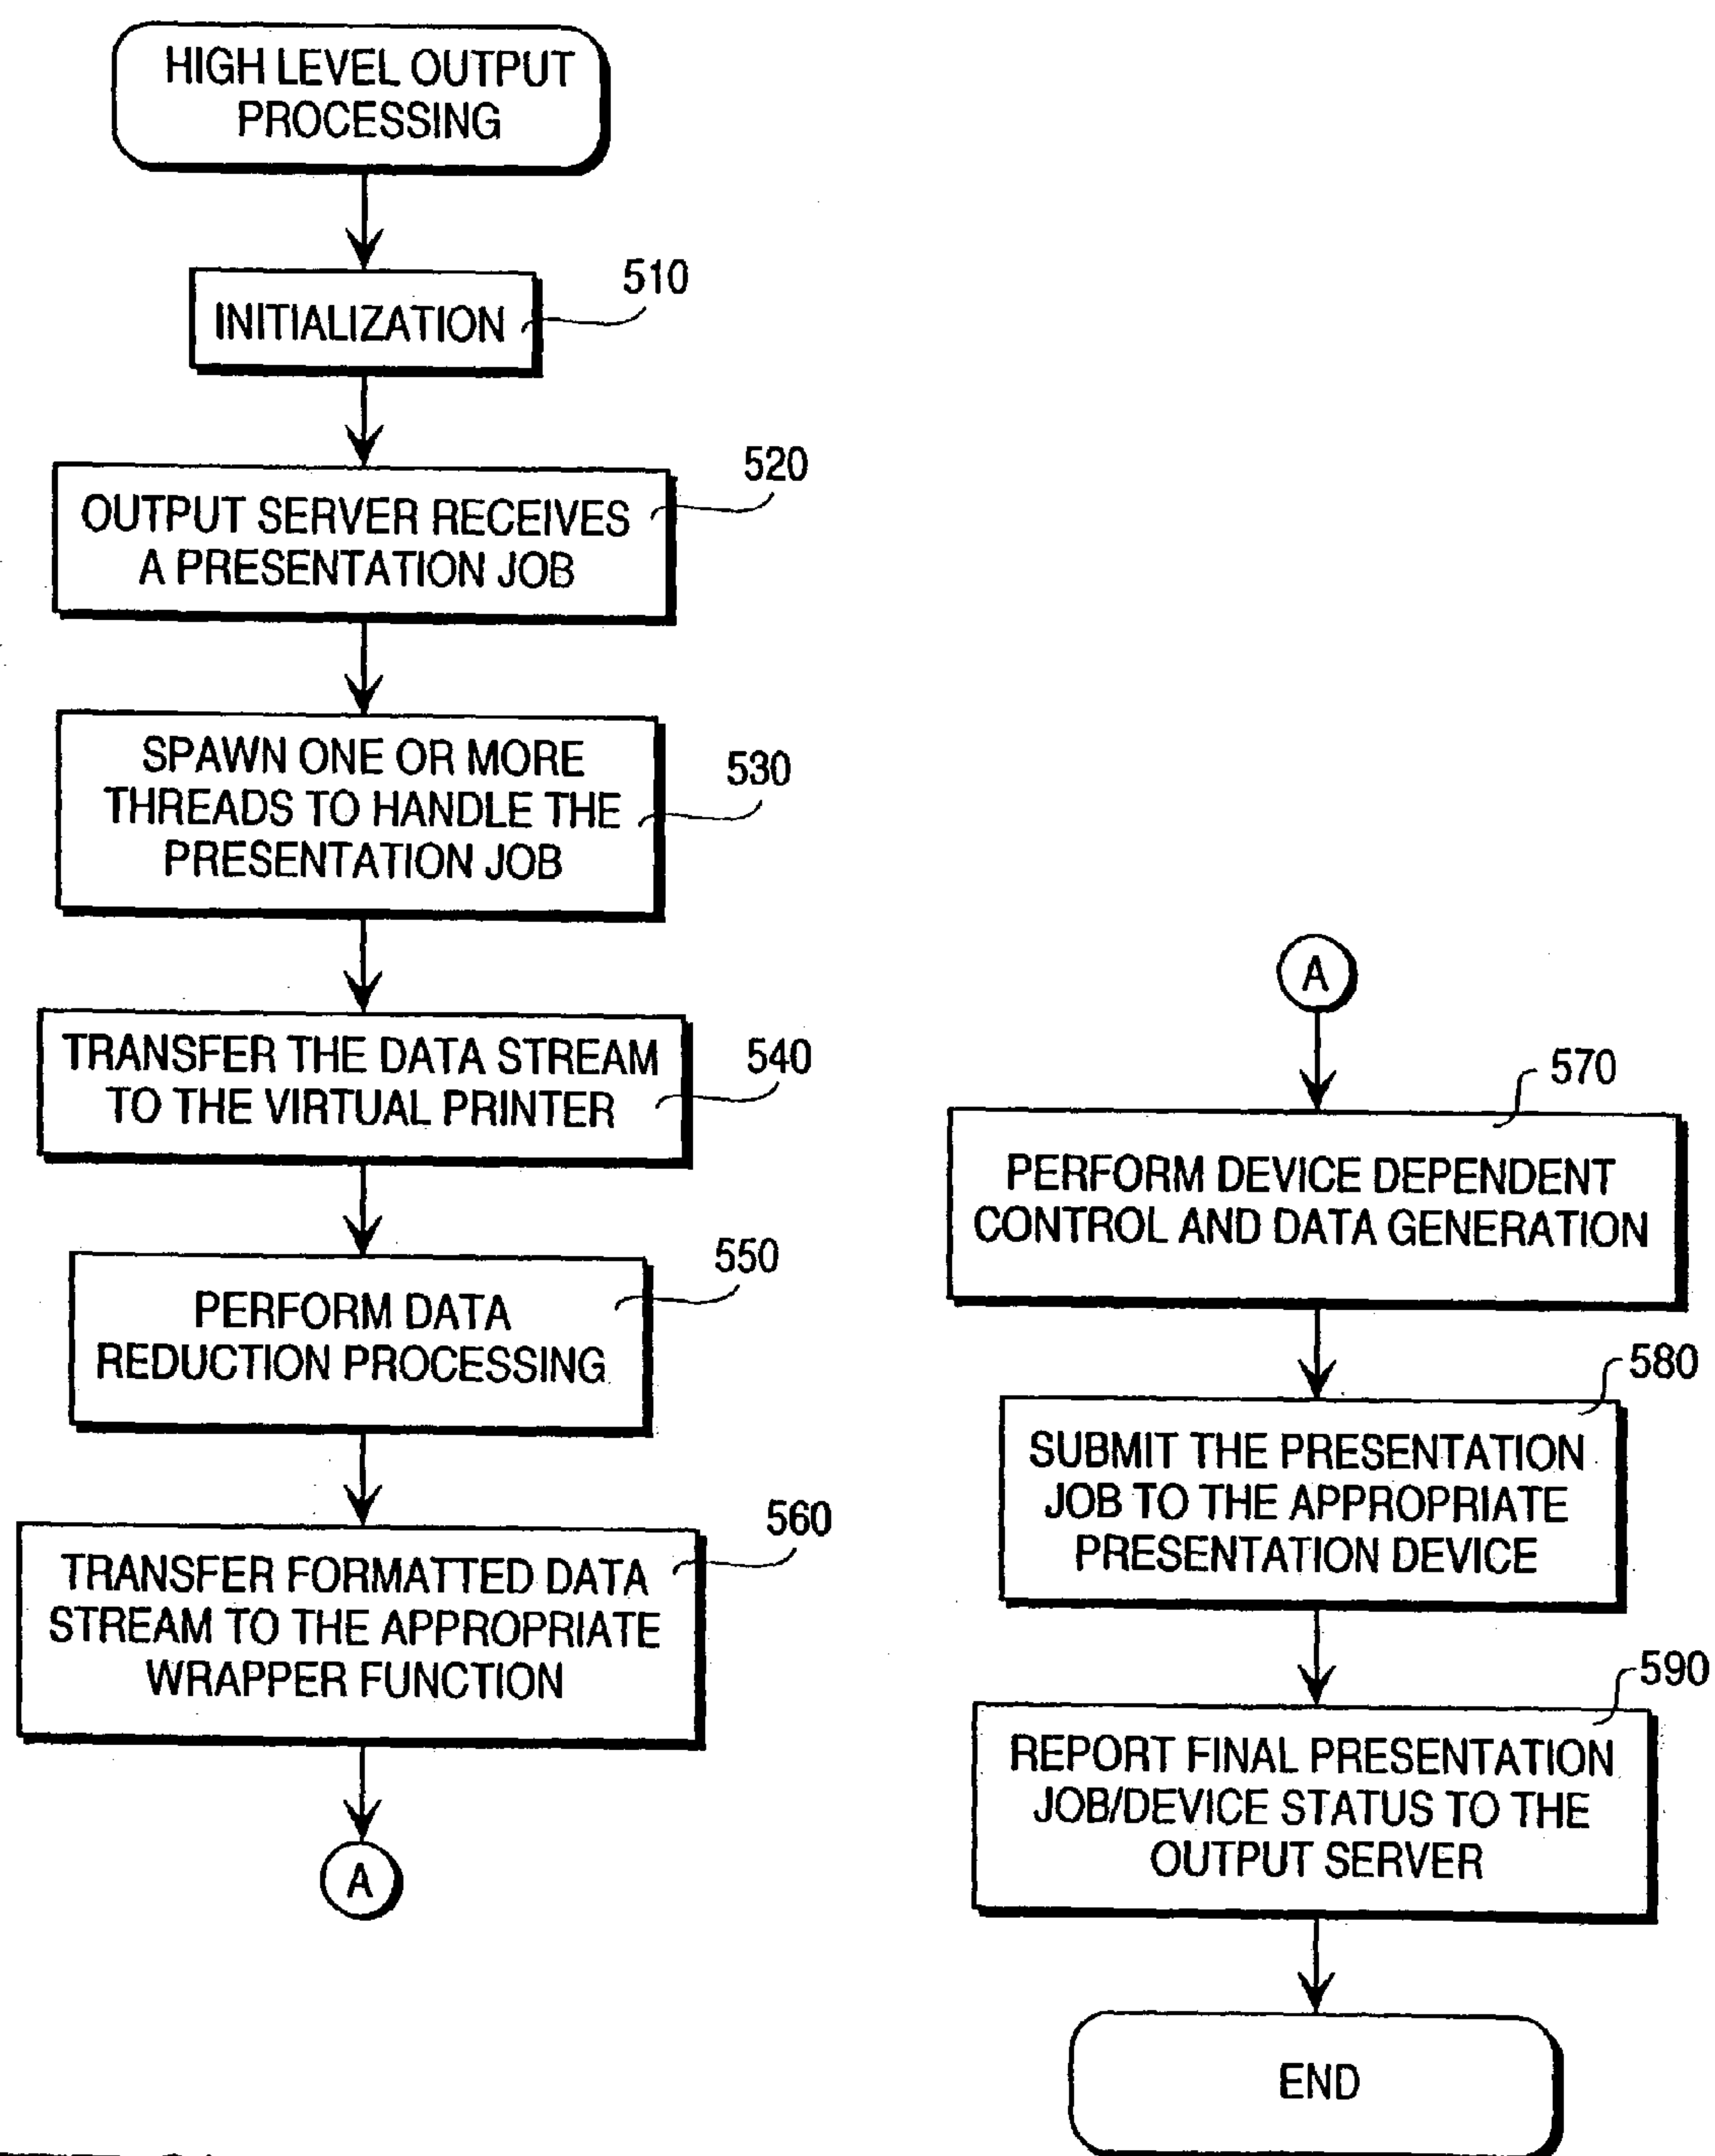 HIGH LEVEL OUTPUT
PROCESSING
INITIALIZATION
510
OUTPUT SERVER RECEIVES
A PRESENTATION JOB
520
SPAWN ONE OR MORE
THREADS TO HANDLE THE
PRESENTATION JOB
530
TRANSFER THE DATA STREAM
TO THE VIRTUAL PRINTER
540
PERFORM DATA
REDUCTION PROCESSING
550
TRANSFER FORMATTED DATA
STREAM TO THE APPROPRIATE
WRAPPER FUNCTION
560
A
A
570
PERFORM DEVICE DEPENDENT
CONTROL AND DATA GENERATION
580
SUBMIT THE PRESENTATION
JOB TO THE APPROPRIATE
PRESENTATION DEVICE
590
REPORT FINAL PRESENTATION
JOB/DEVICE STATUS TO THE
OUTPUT SERVER
END